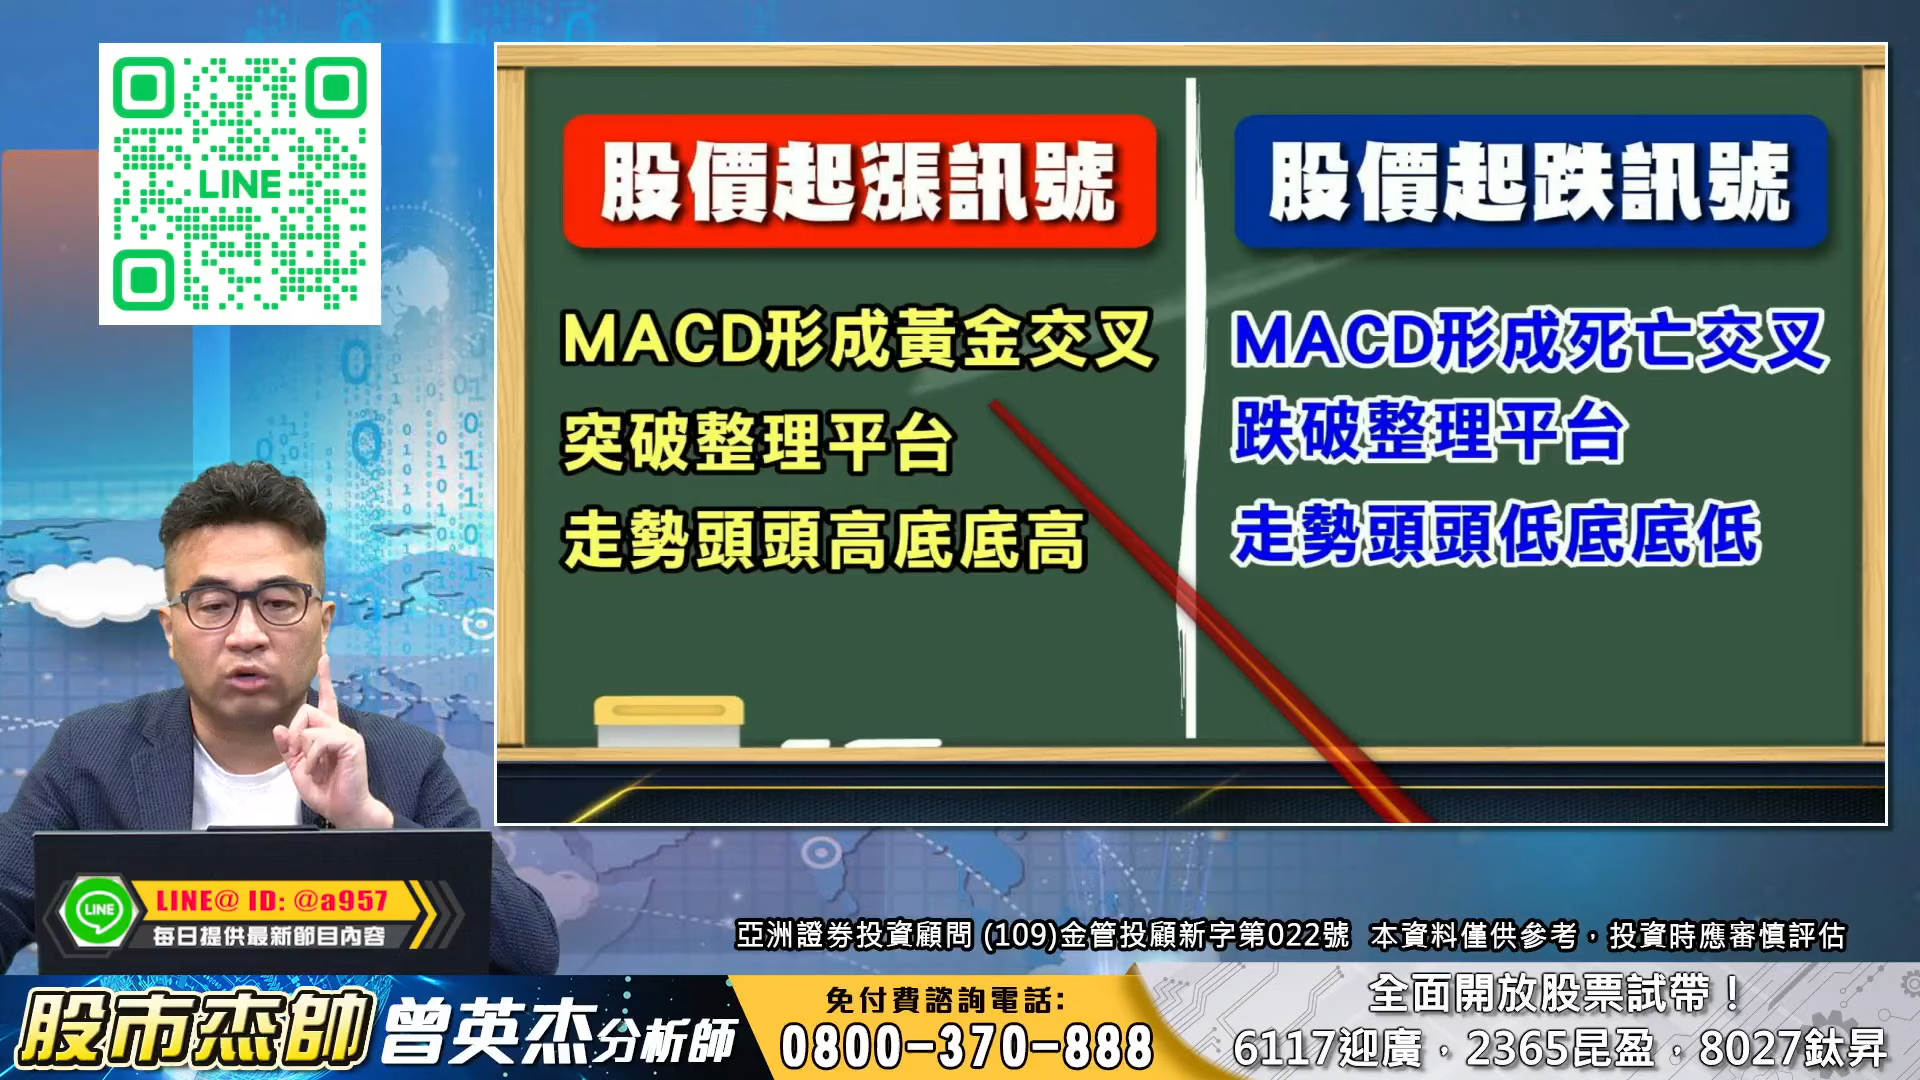 LINE
股價起漲訊號
MACD形成黃金交叉
突破整理平台
走勢頭頭高底底高
股價起跌訊號
MACD形成死亡交叉
跌破整理平台
走勢頭頭低底底低
LINE
LINE@ ID: @a957
每日提供最新節目內容
亞洲證券投資顧問 (109)金管投顧新字第022號 本資料僅供參考，投資時應審慎評估
股市杰帥 曾英杰分析師
免付費諮詢電話:
0800-370-888
全面開放股票試帶！
6117迎廣，2365昆盈，8027鈦昇